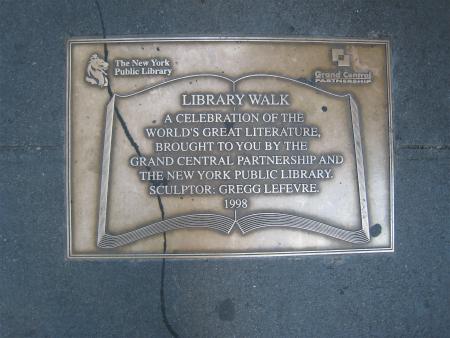 The New York
Public Library
Grand Central
PARTNERSHIP
LIBRARY WALK
A CELEBRATION OF THE
WORLD'S GREAT LITERATURE,
BROUGHT TO YOU BY THE
GRAND CENTRAL PARTNERSHIP AND
THE NEW YORK PUBLIC LIBRARY.
SCULPTOR: GREGG LEFEVRE.
1998